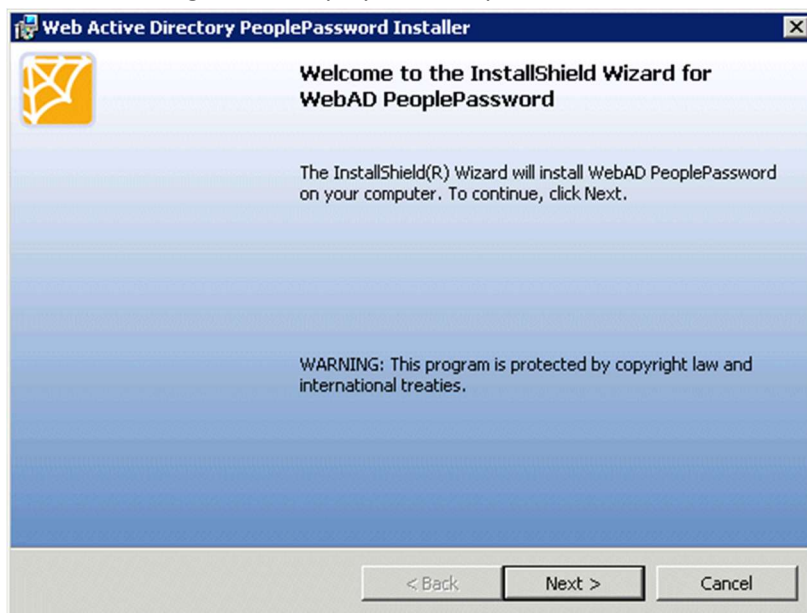 Web Active Directory PeoplePassword Installer
Welcome to the InstallShield Wizard for
WebAD PeoplePassword
The InstallShield(R) Wizard will install WebAD PeoplePassword
on your computer. To continue, click Next.
WARNING: This program is protected by copyright law and
international treaties.
< Back
Next >
Cancel